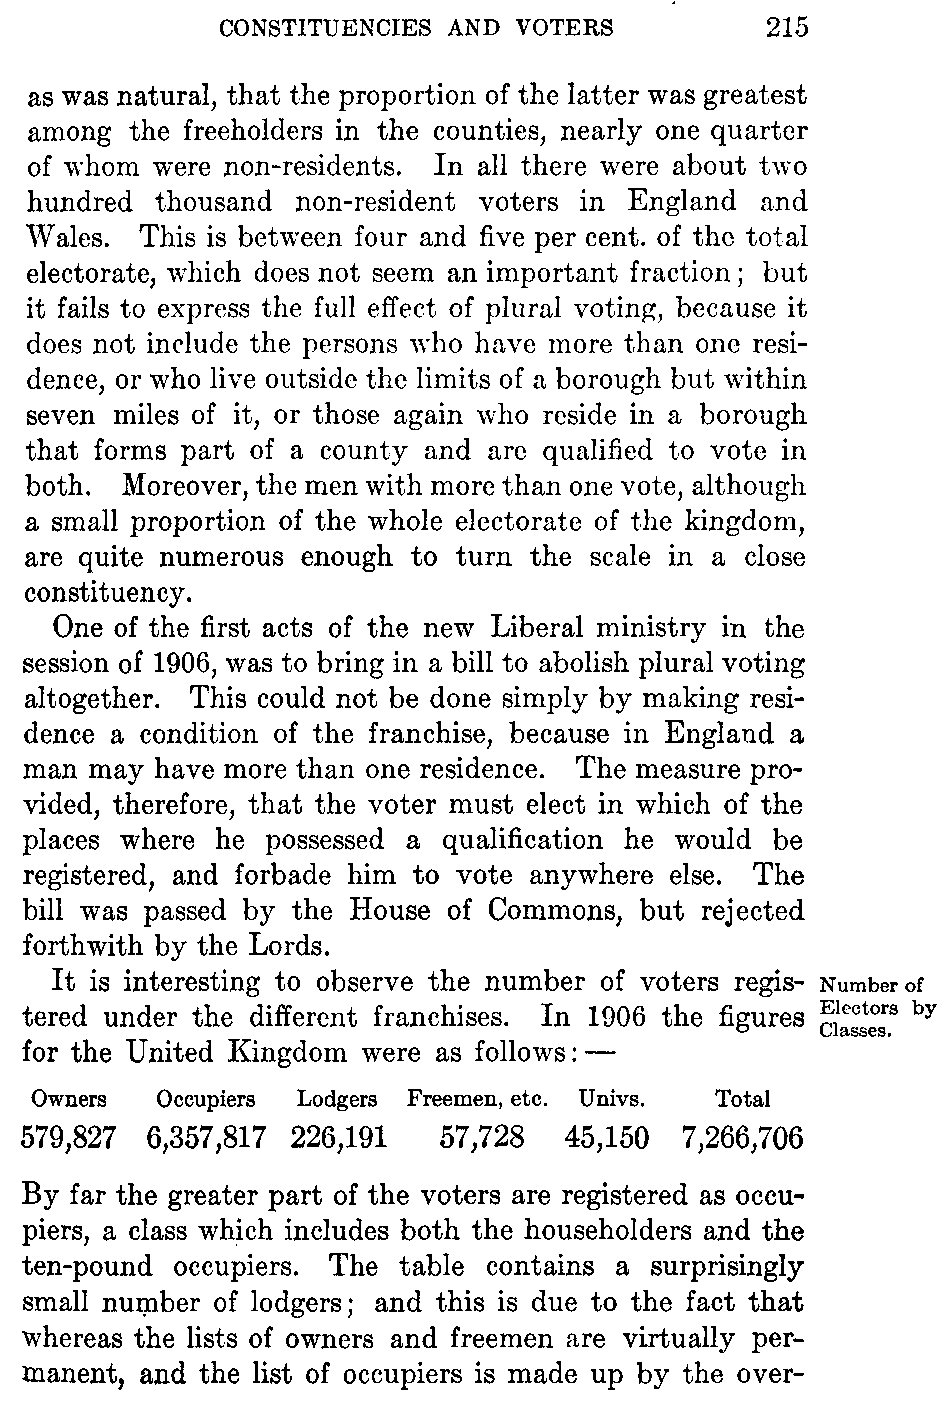 CONSTITUENCIES AND VOTERS 215
as was natural, that the proportion of the latter was greatest
among the freeholders in the counties, nearly one quarter
of whom were non-residents. In all there were about two
hundred thousand non-resident voters in England and
Wales. This is between four and five per cent. of the total
electorate, which does not seem an important fraction; but
it fails to express the full effect of plural voting, because it
does not include the persons who have more than one resi-
dence, or who live outside the limits of a borough but within
seven miles of it, or those again who reside in a borough
that forms part of a county and are qualified to vote in
both. Moreover, the men with more than one vote, although
a small proportion of the whole electorate of the kingdom,
are quite numerous enough to turn the scale in a close
constituency.
One of the first acts of the new Liberal ministry in the
session of 1906, was to bring in a bill to abolish plural voting
altogether. This could not be done simply by making resi-
dence a condition of the franchise, because in England a
man may have more than one residence. The measure pro-
vided, therefore, that the voter must elect in which of the
places where he possessed a qualification he would be
registered, and forbade him to vote anywhere else. The
bill was passed by the House of Commons, but rejected
forthwith by the Lords.
It is interesting to observe the number of voters regis-
tered under the different franchises. In 1906 the figures
for the United Kingdom were as follows: —
Number of
Electors by
Classes.
Owners Occupiers Lodgers Freemen, etc. Univs. Total
579,827 6,357,817 226,191 57,728 45,150 7,266,706
By far the greater part of the voters are registered as occu-
piers, a class which includes both the householders and the
ten-pound occupiers. The table contains a surprisingly
small number of lodgers; and this is due to the fact that
whereas the lists of owners and freemen are virtually per-
manent, and the list of occupiers is made up by the over-